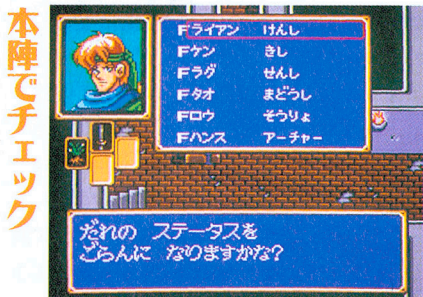 本陣でチェック
Fライアン けんし
Fケン きし
Fラグ せんし
Fタオ まどうし
Fロウ そうりょ
Fハンス アーチャー
だれの ステータスを
ごらんに なりますかな?